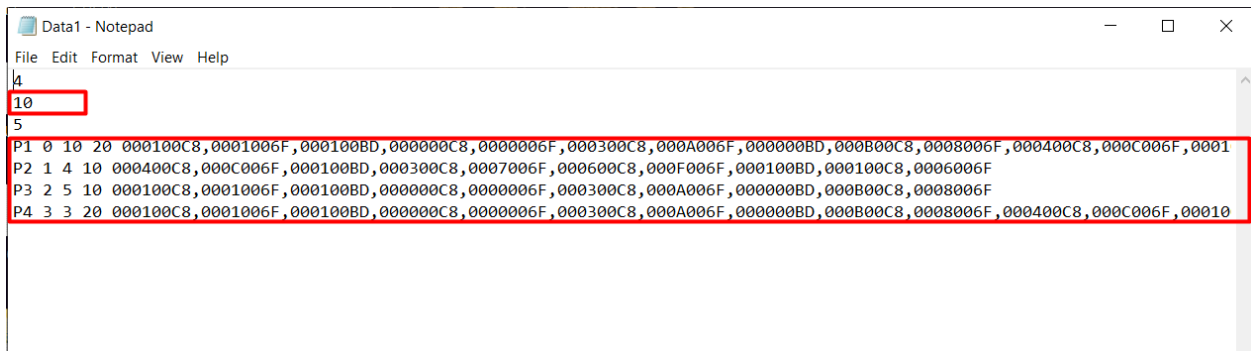 Data1 - Notepad
File Edit Format View Help
4
10
5
P1 0 10 20 000100C8,0001006F,000100BD,000000C8,0000006F,000300C8,000A006F,000000BD,000B00C8,0008006F,000400C8,000C006F,0001
P2 1 4 10 000400C8,000C006F,000100BD,000300C8,0007006F,000600C8,000F006F,000100BD,000100C8,0006006F
P3 2 5 10 000100C8,0001006F,000100BD,000000C8,0000006F,000300C8,000A006F,000000BD,000B00C8,0008006F
P4 3 3 20 000100C8,0001006F,000100BD,000000C8,0000006F,000300C8,000A006F,000000BD,000B00C8,0008006F,000400C8,000C006F,00010